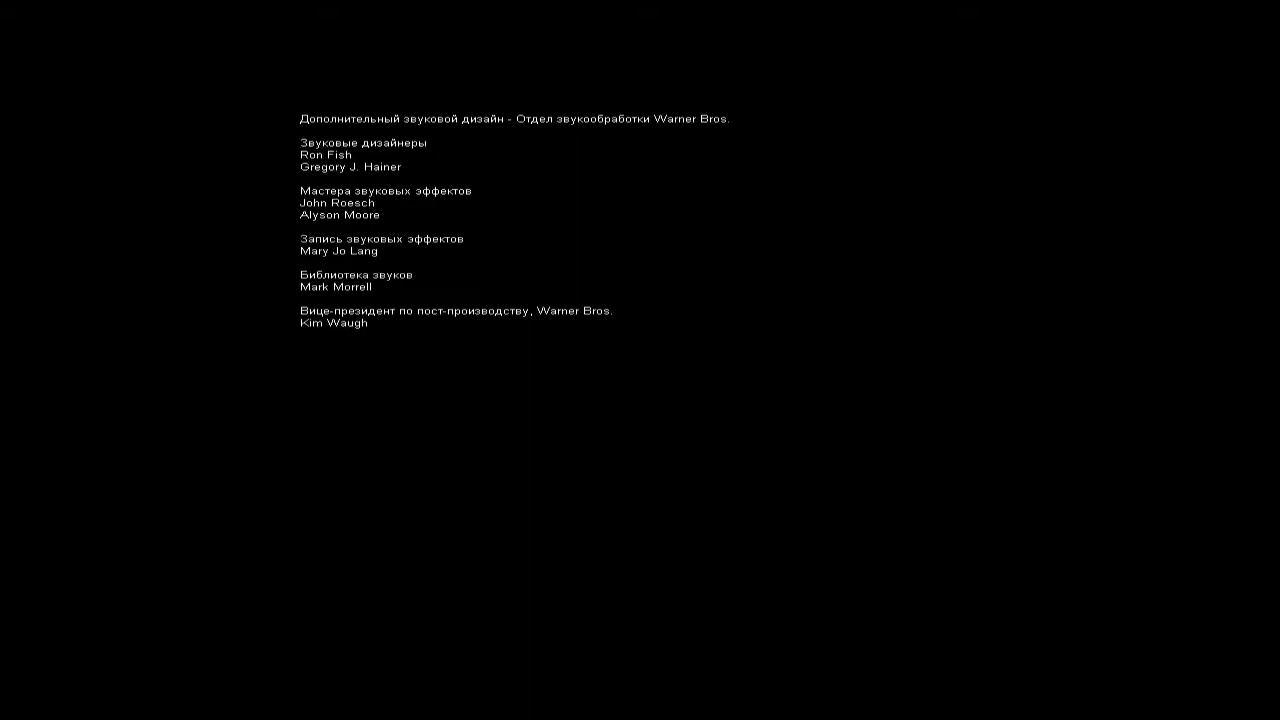 Дополнительный звуковой дизайн - Отдел звукообработки Warner Bros.
Звуковые дизайнеры
Ron Fish
Gregory J. Hainer
Мастера звуковых эффектов
John Roesch
Alyson Moore
Запись звуковых эффектов
Mary Jo Lang
Библиотека звуков
Mark Morrell
Вице-президент по пост-производству, Warner Bros.
Kim Waugh